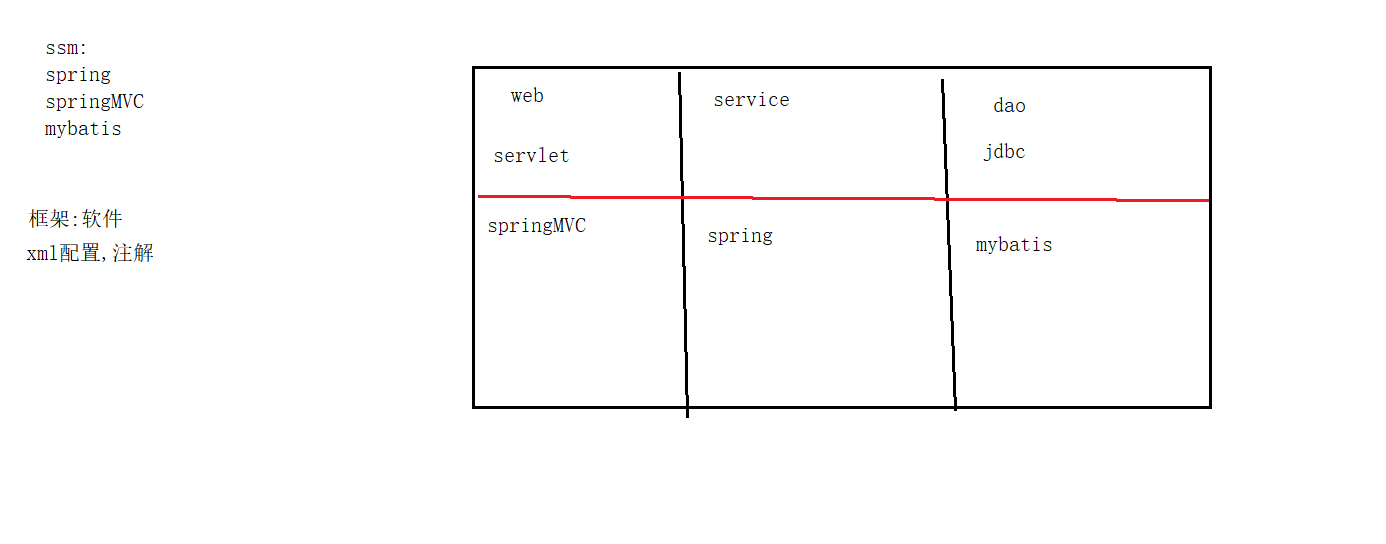 ssm:
spring
springMVC
mybatis
框架:软件
xml配置,注解
web
service
dao
servlet
jdbc
springMVC
spring
mybatis